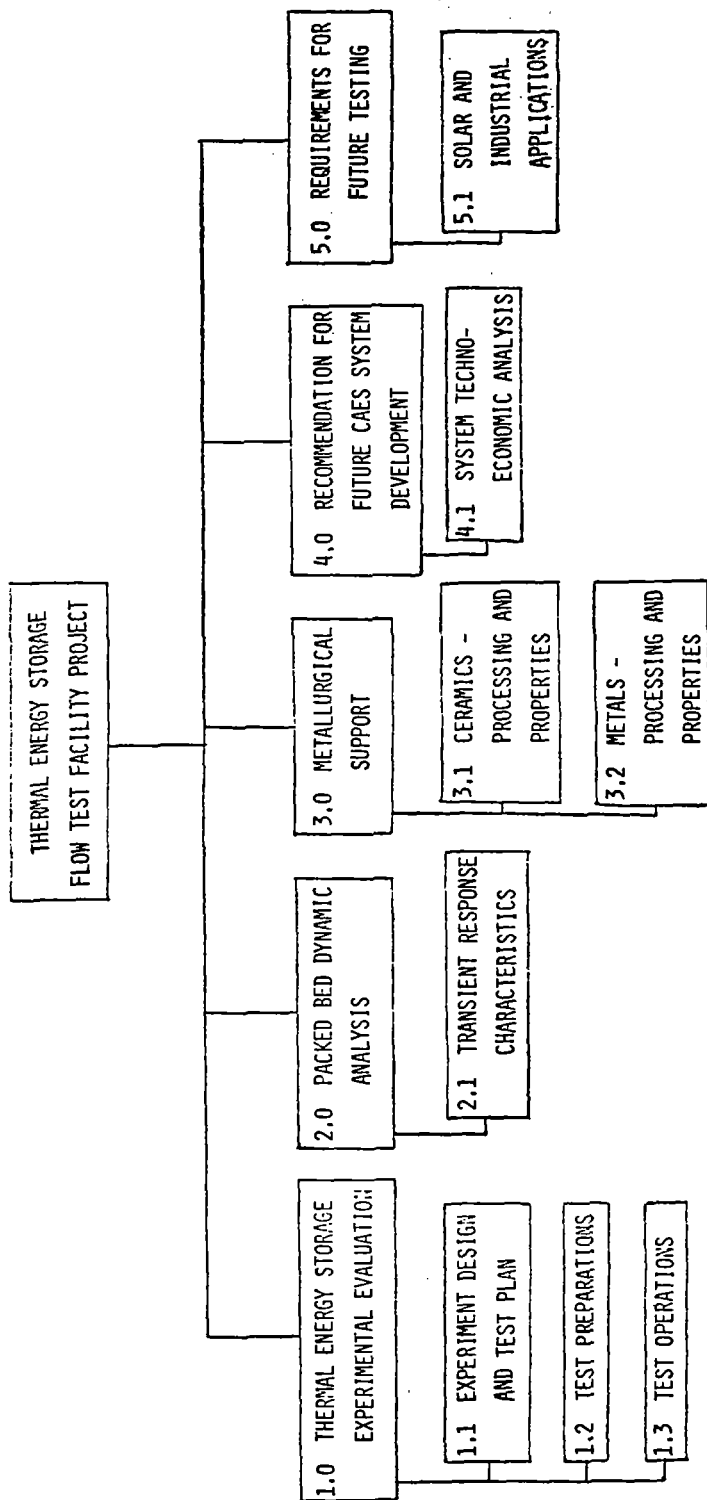 THERMAL ENERGY STORAGE
FLOW TEST FACILITY PROJECT
1.0 THERMAL ENERGY STORAGE
EXPERIMENTAL EVALUATION
1.1 EXPERIMENT DESIGN
AND TEST PLAN
1.2 TEST PREPARATIONS
1.3 TEST OPERATIONS
2.0 PACKED BED DYNAMIC
ANALYSIS
2.1 TRANSIENT RESPONSE
CHARACTERISTICS
3.0 METALLURGICAL
SUPPORT
3.1 CERAMICS -
PROCESSING AND
PROPERTIES
3.2 METALS -
PROCESSING AND
PROPERTIES
4.0 RECOMMENDATION FOR
FUTURE CAES SYSTEM
DEVELOPMENT
4.1 SYSTEM TECHNO-
ECONOMIC ANALYSIS
5.0 REQUIREMENTS FOR
FUTURE TESTING
5.1 SOLAR AND
INDUSTRIAL
APPLICATIONS